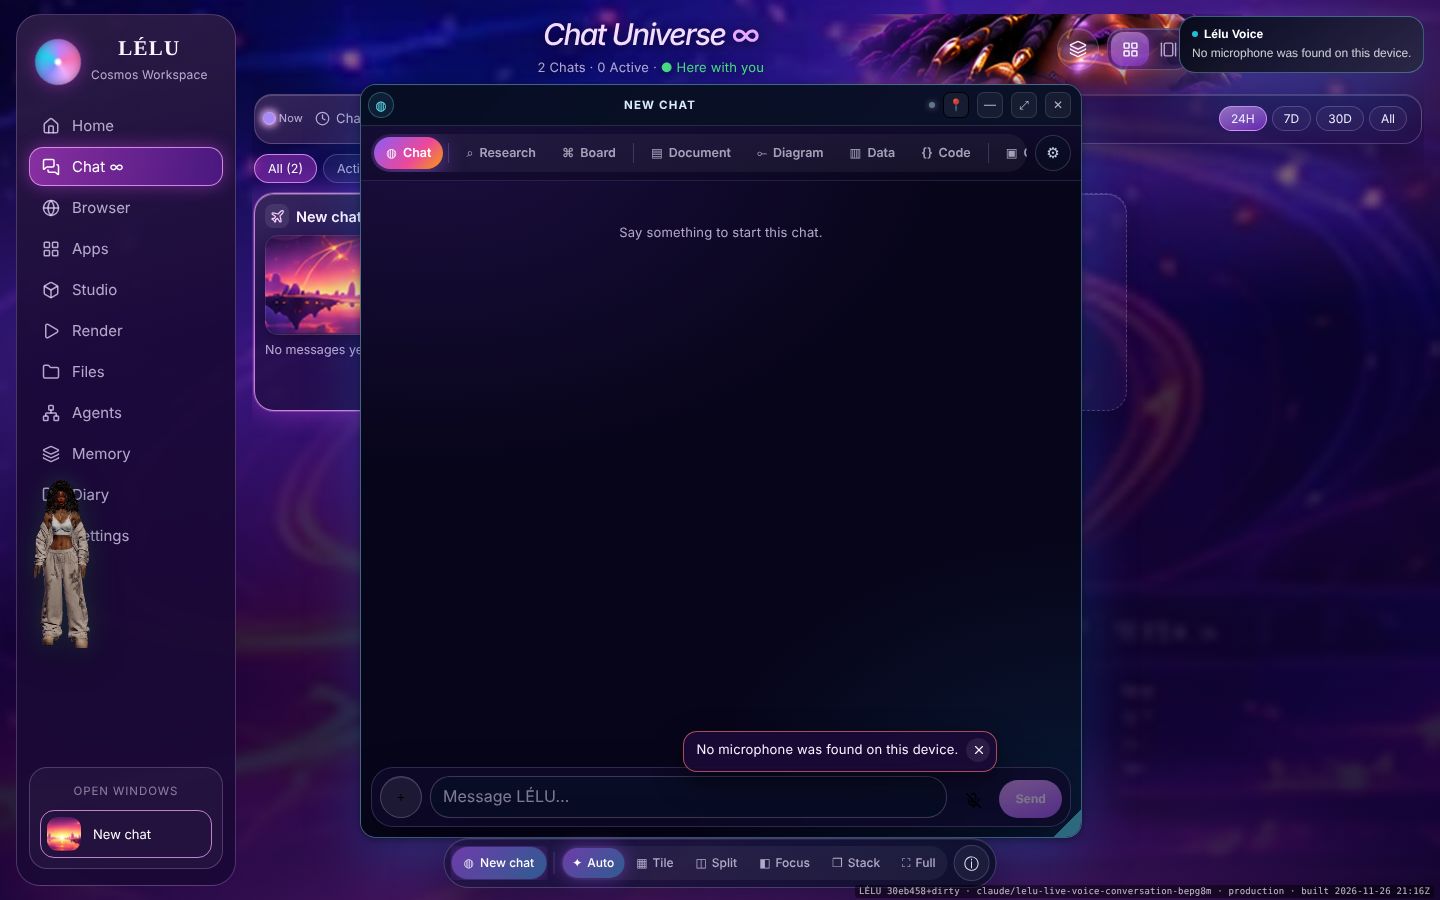 LÉLU
Cosmos Workspace
Home
Chat ∞
Browser
Apps
Studio
Render
Files
Agents
Memory
Diary
ettings
OPEN WINDOWS
New chat
Chat Universe ∞
2 Chats · 0 Active · Here with you
Lélu Voice
No microphone was found on this device.
Now
Cha
24H 7D 30D All
All (2)
Acti
New chat
No messages ye
NEW CHAT
Chat Research Board Document Diagram Data {} Code
Say something to start this chat.
No microphone was found on this device.
Message LÉLU...
Send
New chat Auto Tile Split Focus Stack Full
LÉLU 30eb458+dirty · claude/lelu-live-voice-conversation-bepg8m · production · built 2026-11-26 21:16Z